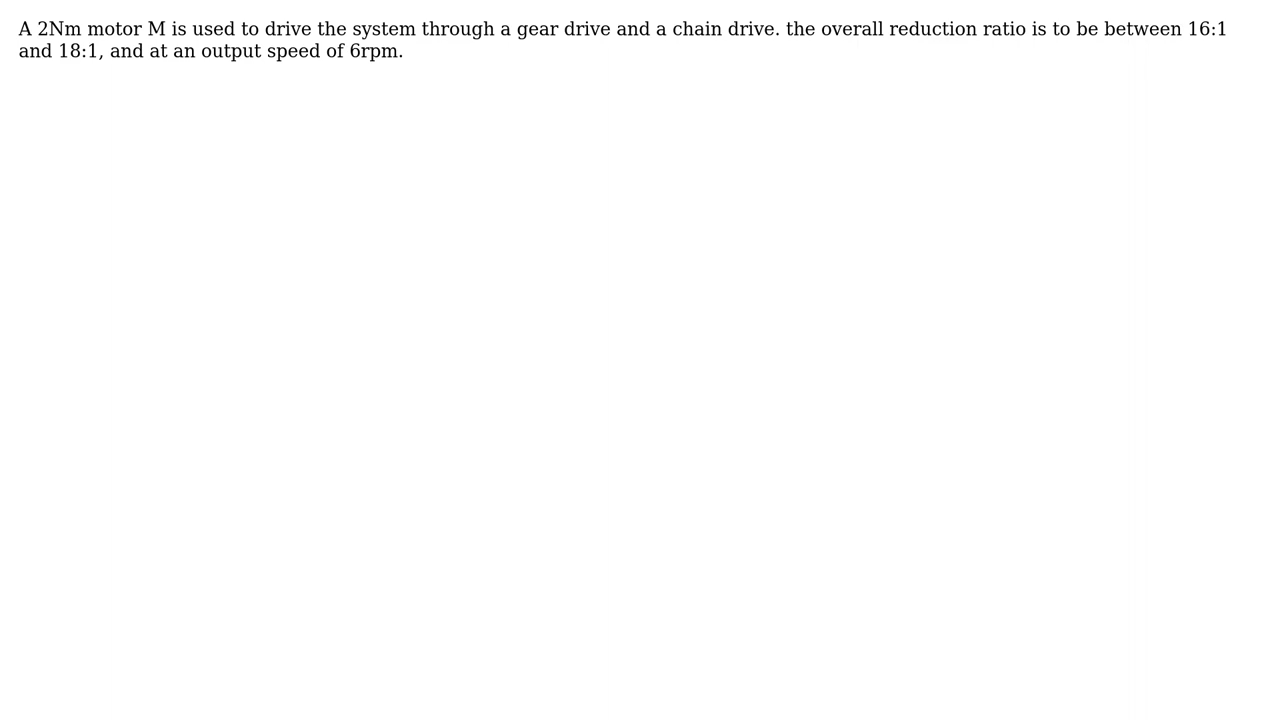 A 2Nm motor M is used to drive the system through a gear drive and a chain drive. the overall reduction ratio is to be between 16:1
and 18:1, and at an output speed of 6rpm.